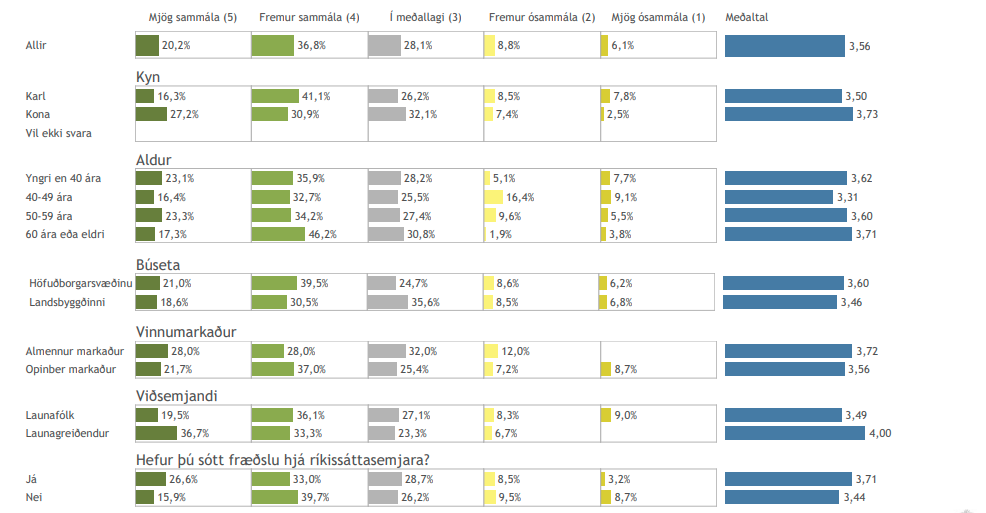 Mjög sammála (5) Fremur sammála (4) Í meðallagi (3) Fremur ósammála (2) Mjög ósammála (1) Meðaltal
Allir 20,2% 36,8% 28,1% 8,8% 6,1% 3,56
Kyn
Karl 16,3% 41,1% 26,2% 8,5% 7,8% 3,50
Kona 27,2% 30,9% 32,1% 7,4% 2,5% 3,73
Vil ekki svara
Aldur
Yngri en 40 ára 23,1% 35,9% 28,2% 5,1% 7,7% 3,62
40-49 ára 16,4% 32,7% 25,5% 16,4% 9,1% 3,31
50-59 ára 23,3% 34,2% 27,4% 9,6% 5,5% 3,60
60 ára eða eldri 17,3% 46,2% 30,8% 1,9% 3,8% 3,71
Búseta
Höfuðborgarsvæðinu 21,0% 39,5% 24,7% 8,6% 6,2% 3,60
Landsbyggðinni 18,6% 30,5% 35,6% 8,5% 6,8% 3,46
Vinnumarkaður
Almennur markaður 28,0% 28,0% 32,0% 12,0% 3,72
Opinber markaður 21,7% 37,0% 25,4% 7,2% 8,7% 3,56
Viðsemjandi
Launafólk 19,5% 36,1% 27,1% 8,3% 9,0% 3,49
Launagreiðendur 36,7% 33,3% 23,3% 6,7% 4,00
Hefur þú sótt fræðslu hjá ríkissáttasemjara?
Já 26,6% 33,0% 28,7% 8,5% 3,2% 3,71
Nei 15,9% 39,7% 26,2% 9,5% 8,7% 3,44